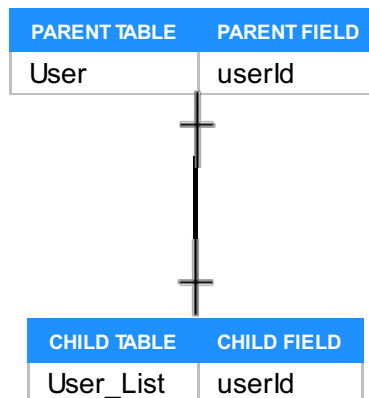 PARENT TABLE PARENT FIELD
User userId
CHILD TABLE CHILD FIELD
User_List userId